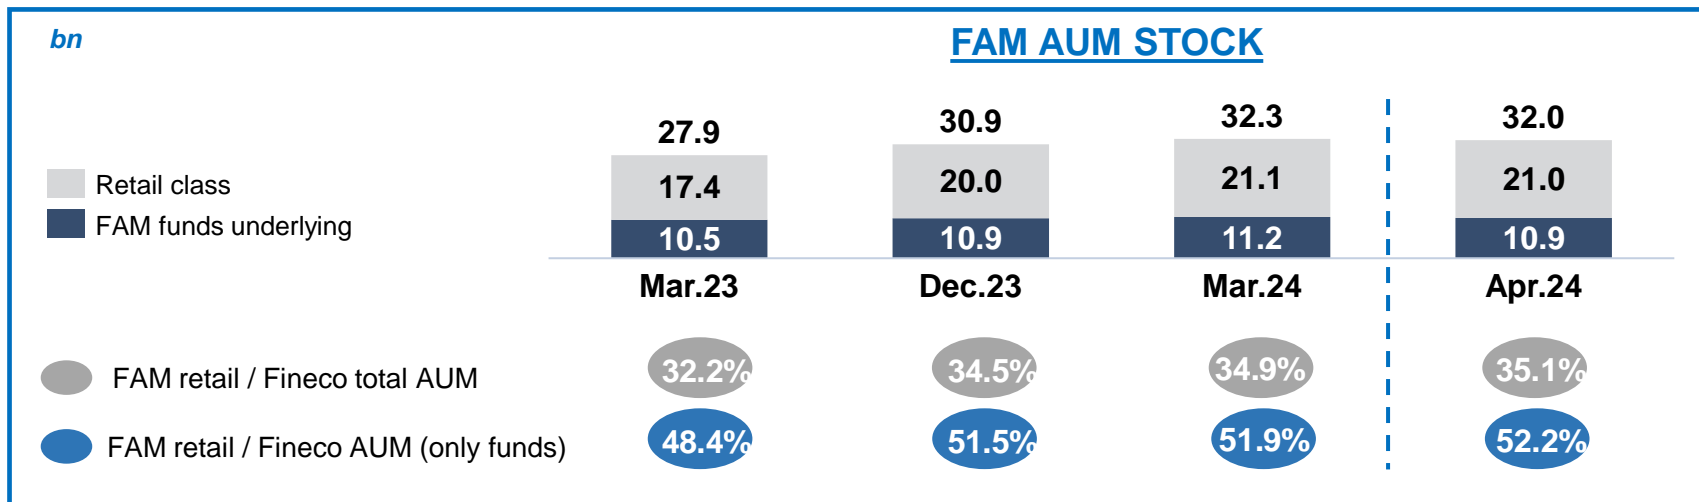 bn
FAM AUM STOCK
27.9 30.9 32.3 32.0
Retail class 17.4 20.0 21.1 21.0
FAM funds underlying 10.5 10.9 11.2 10.9
Mar.23 Dec.23 Mar.24 Apr.24
FAM retail / Fineco total AUM 32.2% 34.5% 34.9% 35.1%
FAM retail / Fineco AUM (only funds) 48.4% 51.5% 51.9% 52.2%